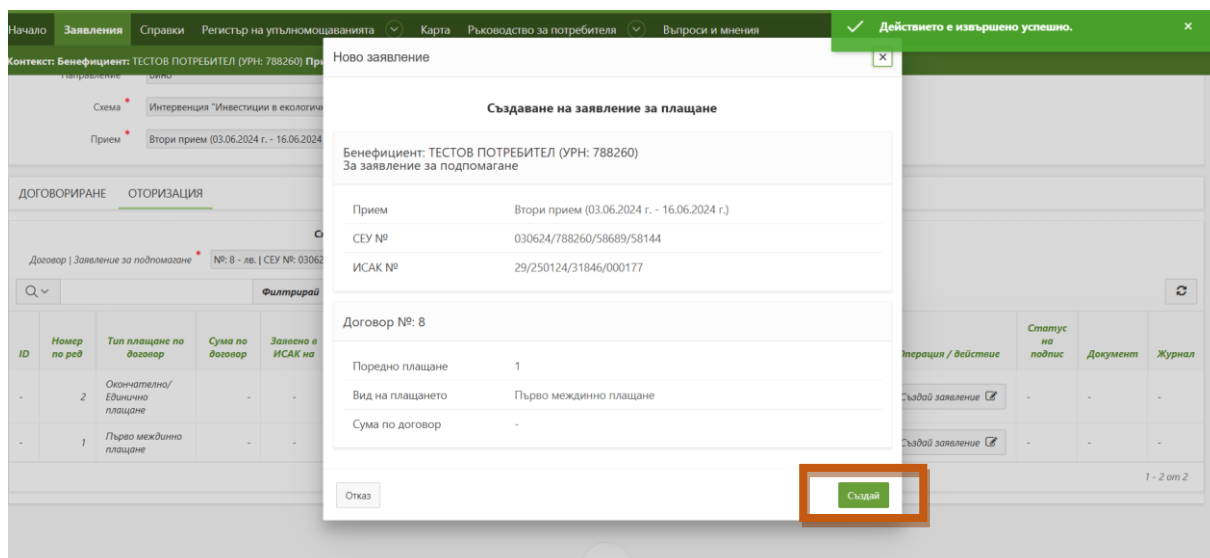 Начало Заявления Справки Регистър на упълномощаванията Карта Ръководство за потребителя Въпроси и мнения
Действието е извършено успешно. ×
Контекст: Бенефициент: ТЕСТОВ ПОТРЕБИТЕЛ (УРН: 788260)
Направление Вино
Схема * Интервенция "Инвестиции в
Прием * Втори прием (03.06.2024 г. - 16.06.2024
ДОГОВОРИРАНЕ ОТОРИЗАЦИЯ
Договор | Заявление за подпомагане * №: 8 - лв. | СЕУ №: 03062
Филтрирай
ID Номер по ред Тип плащане по договор Сума по договор Заявено в ИСАК на Операция / действие Статус на подпис Документ Журнал
- 2 Окончателно/ Единично плащане - - Създай заявление - - -
- 1 Първо междинно плащане - - Създай заявление - - -
1 - 2 от 2
Ново заявление ×
Създаване на заявление за плащане
Бенефициент: ТЕСТОВ ПОТРЕБИТЕЛ (УРН: 788260)
За заявление за подпомагане
Прием Втори прием (03.06.2024 г. - 16.06.2024 г.)
СЕУ № 030624/788260/58689/58144
ИСАК № 29/250124/31846/000177
Договор №: 8
Поредно плащане 1
Вид на плащането Първо междинно плащане
Сума по договор -
Отказ Създай